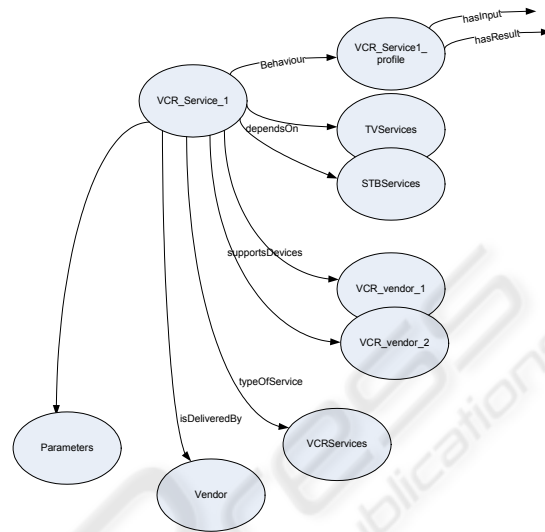 hasInput
VCR_Service1_
profile
hasResult
Behaviour
VCR_Service_1
TVServices
dependsOn
STBServices
supportsDevices
VCR_vendor_1
VCR_vendor_2
typeOfService
isDeliveredBy
VCRServices
Parameters
Vendor